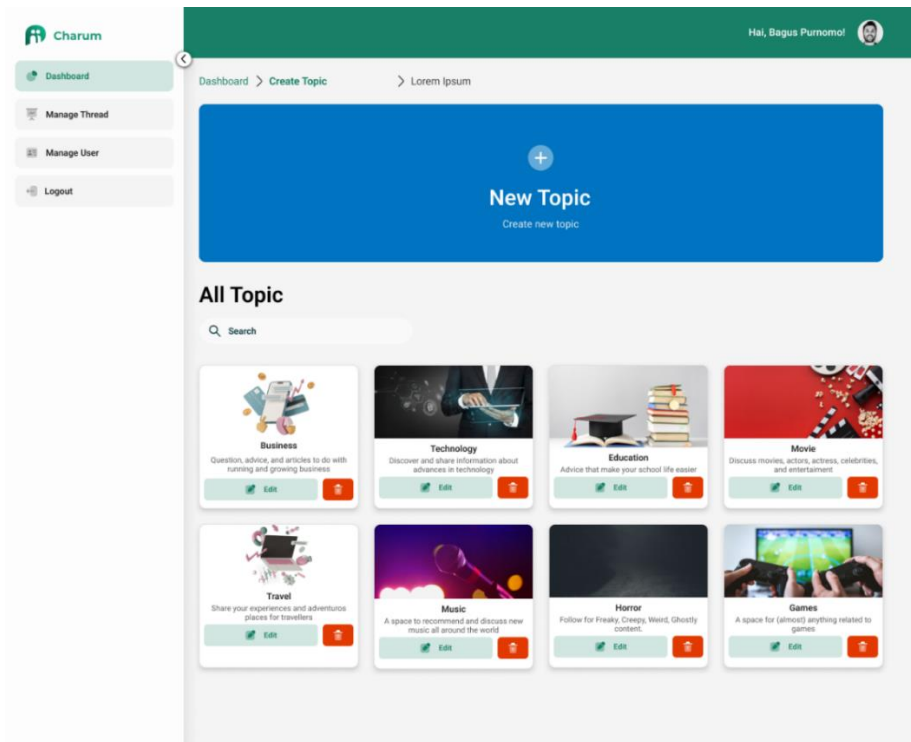 Charum
Hai, Bagus Purnomo!
Dashboard
Manage Thread
Manage User
Logout
Dashboard > Create Topic > Lorem Ipsum
New Topic
Create new topic
All Topic
Search
Business
Question, advice, and articles to do with
running and growing business
Edit
Technology
Discover and share information about
advances in technology
Edit
Education
Advice that make your school life easier
Edit
Movie
Discuss movies, actors, actress, celebrities,
and entertaiment
Edit
Travel
Share your experiences and adventuros
places for travellers
Edit
Music
A space to recommend and discuss new
music all around the world
Edit
Horror
Follow for Freaky, Creepy, Weird, Ghostly
content.
Edit
Games
A space for (almost) anything related to
games
Edit